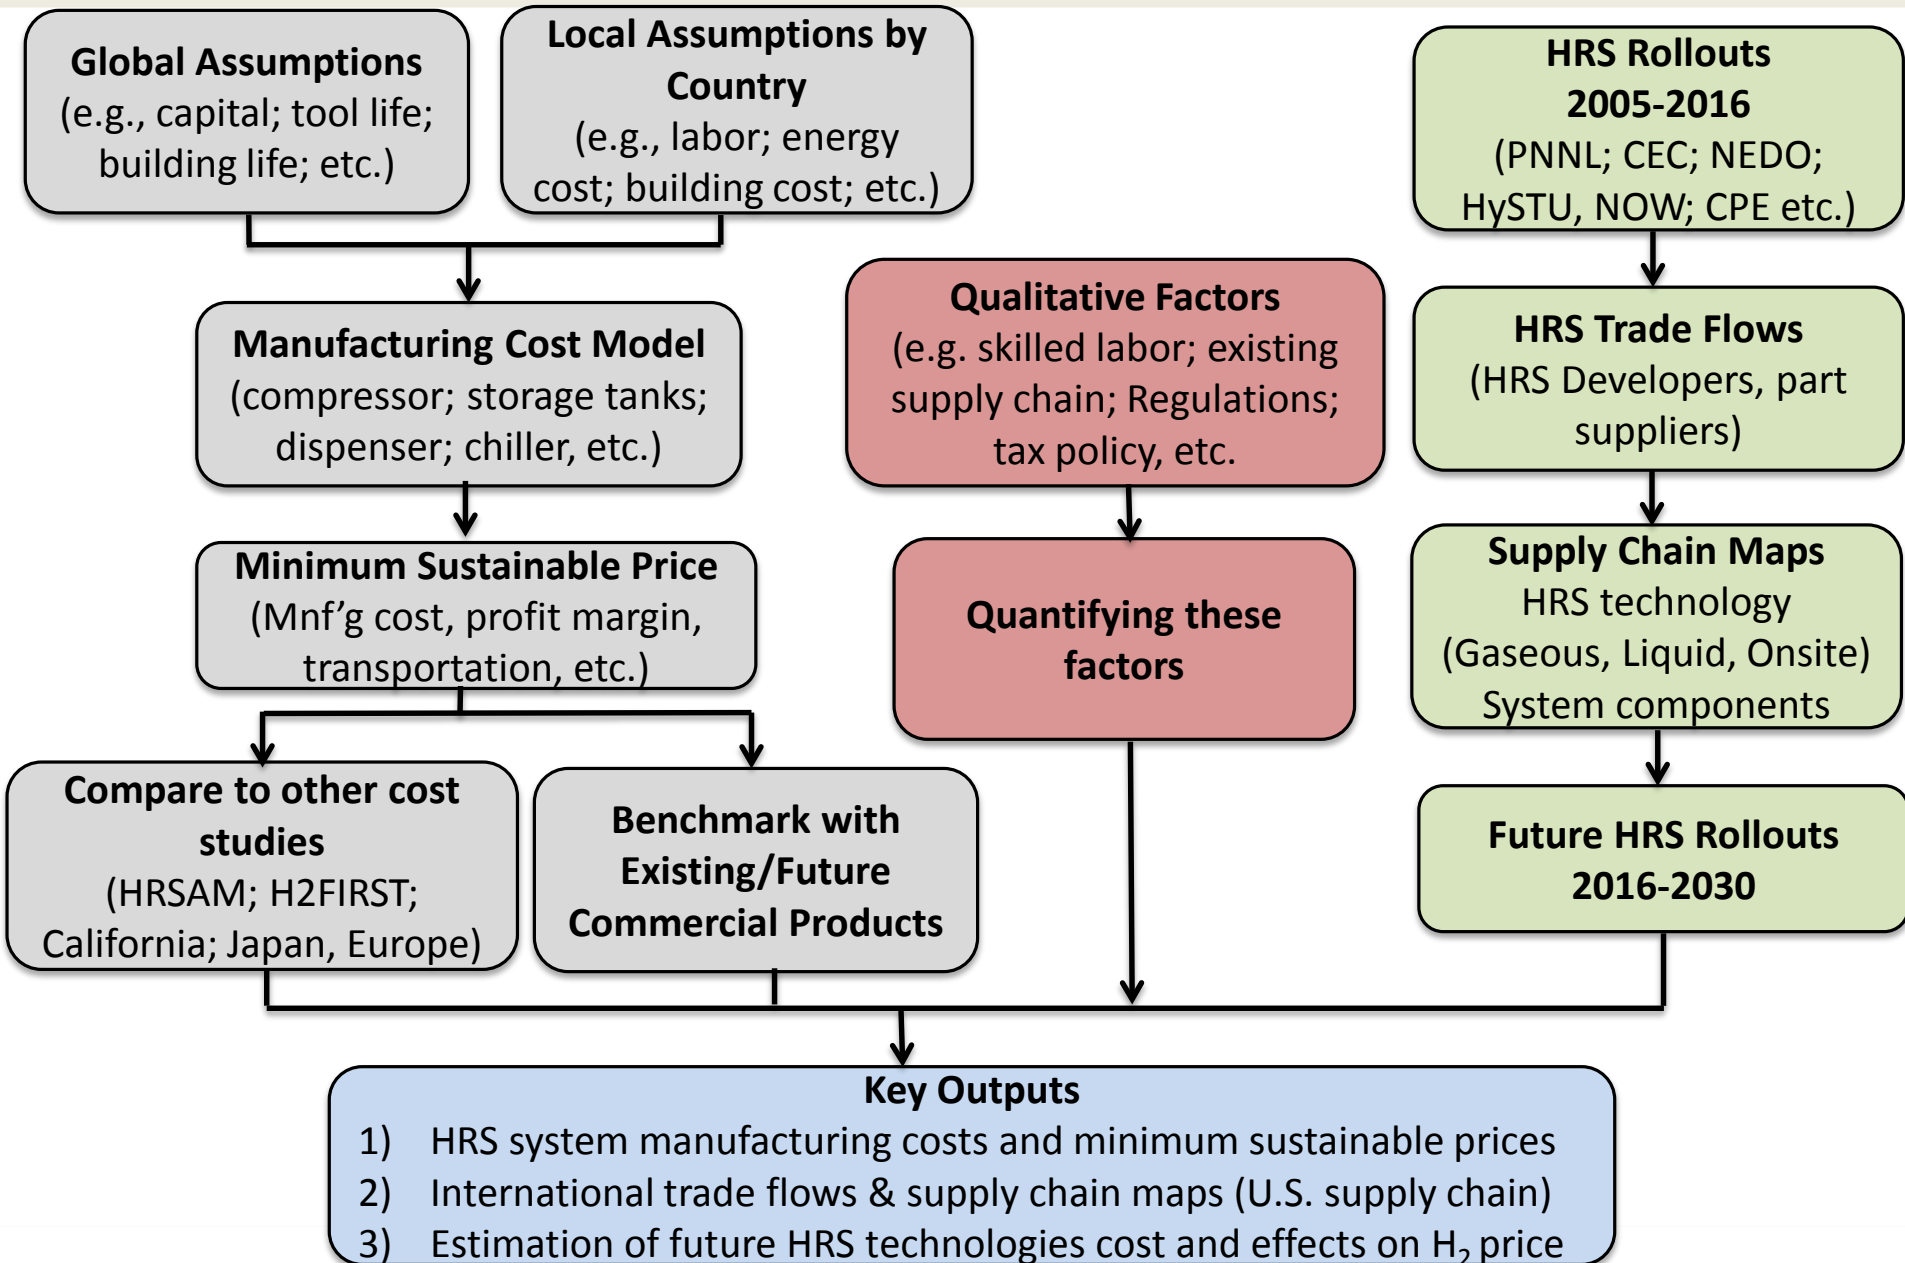 Global Assumptions
(e.g., capital; tool life;
building life; etc.)
Local Assumptions by
Country
(e.g., labor; energy
cost; building cost; etc.)
HRS Rollouts
2005-2016
(PNNL; CEC; NEDO;
HySTU, NOW; CPE etc.)
Manufacturing Cost Model
(compressor; storage tanks;
dispenser; chiller, etc.)
Qualitative Factors
(e.g. skilled labor; existing
supply chain; Regulations;
tax policy, etc.
HRS Trade Flows
(HRS Developers, part
suppliers)
Minimum Sustainable Price
(Mnf’g cost, profit margin,
transportation, etc.)
Quantifying these
factors
Supply Chain Maps
HRS technology
(Gaseous, Liquid, Onsite)
System components
Compare to other cost
studies
(HRSAM; H2FIRST;
California; Japan, Europe)
Benchmark with
Existing/Future
Commercial Products
Future HRS Rollouts
2016-2030
Key Outputs
1) HRS system manufacturing costs and minimum sustainable prices
2) International trade flows & supply chain maps (U.S. supply chain)
3) Estimation of future HRS technologies cost and effects on H₂ price